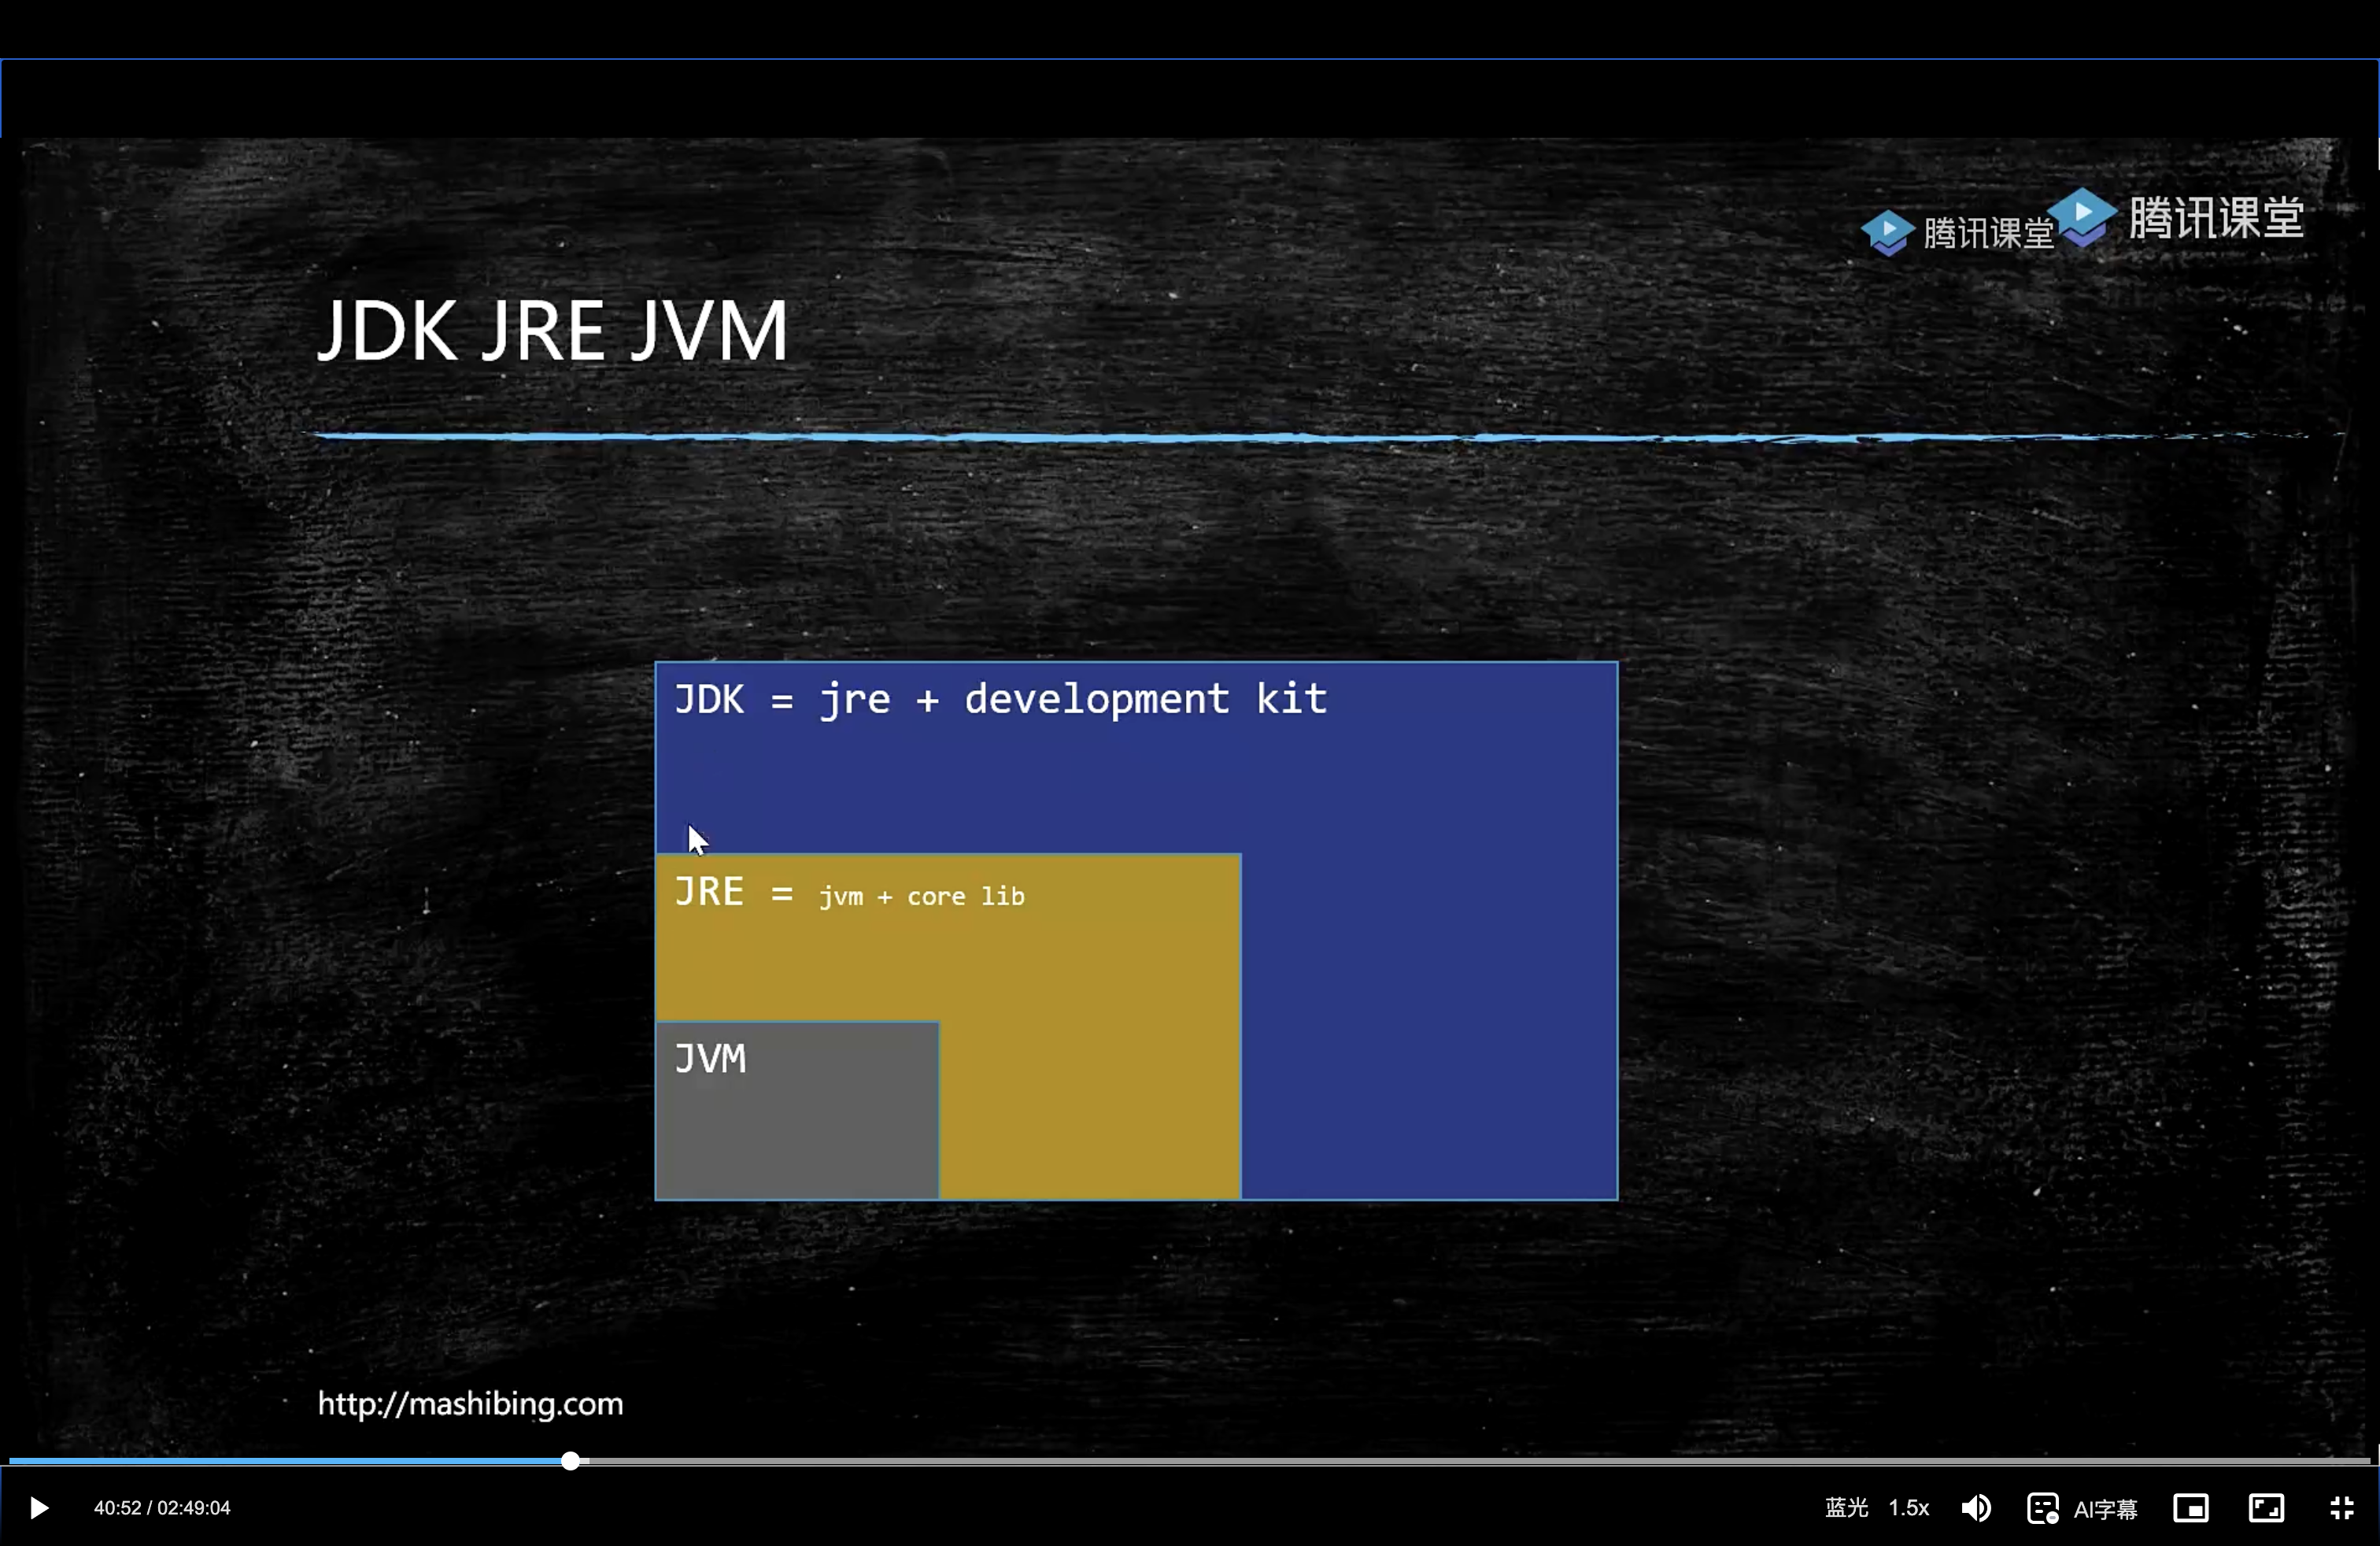 腾讯课堂 腾讯课堂
JDK JRE JVM
JDK = jre + development kit
JRE = jvm + core lib
JVM
http://mashibing.com
40:52 / 02:49:04 蓝光 1.5x AI字幕